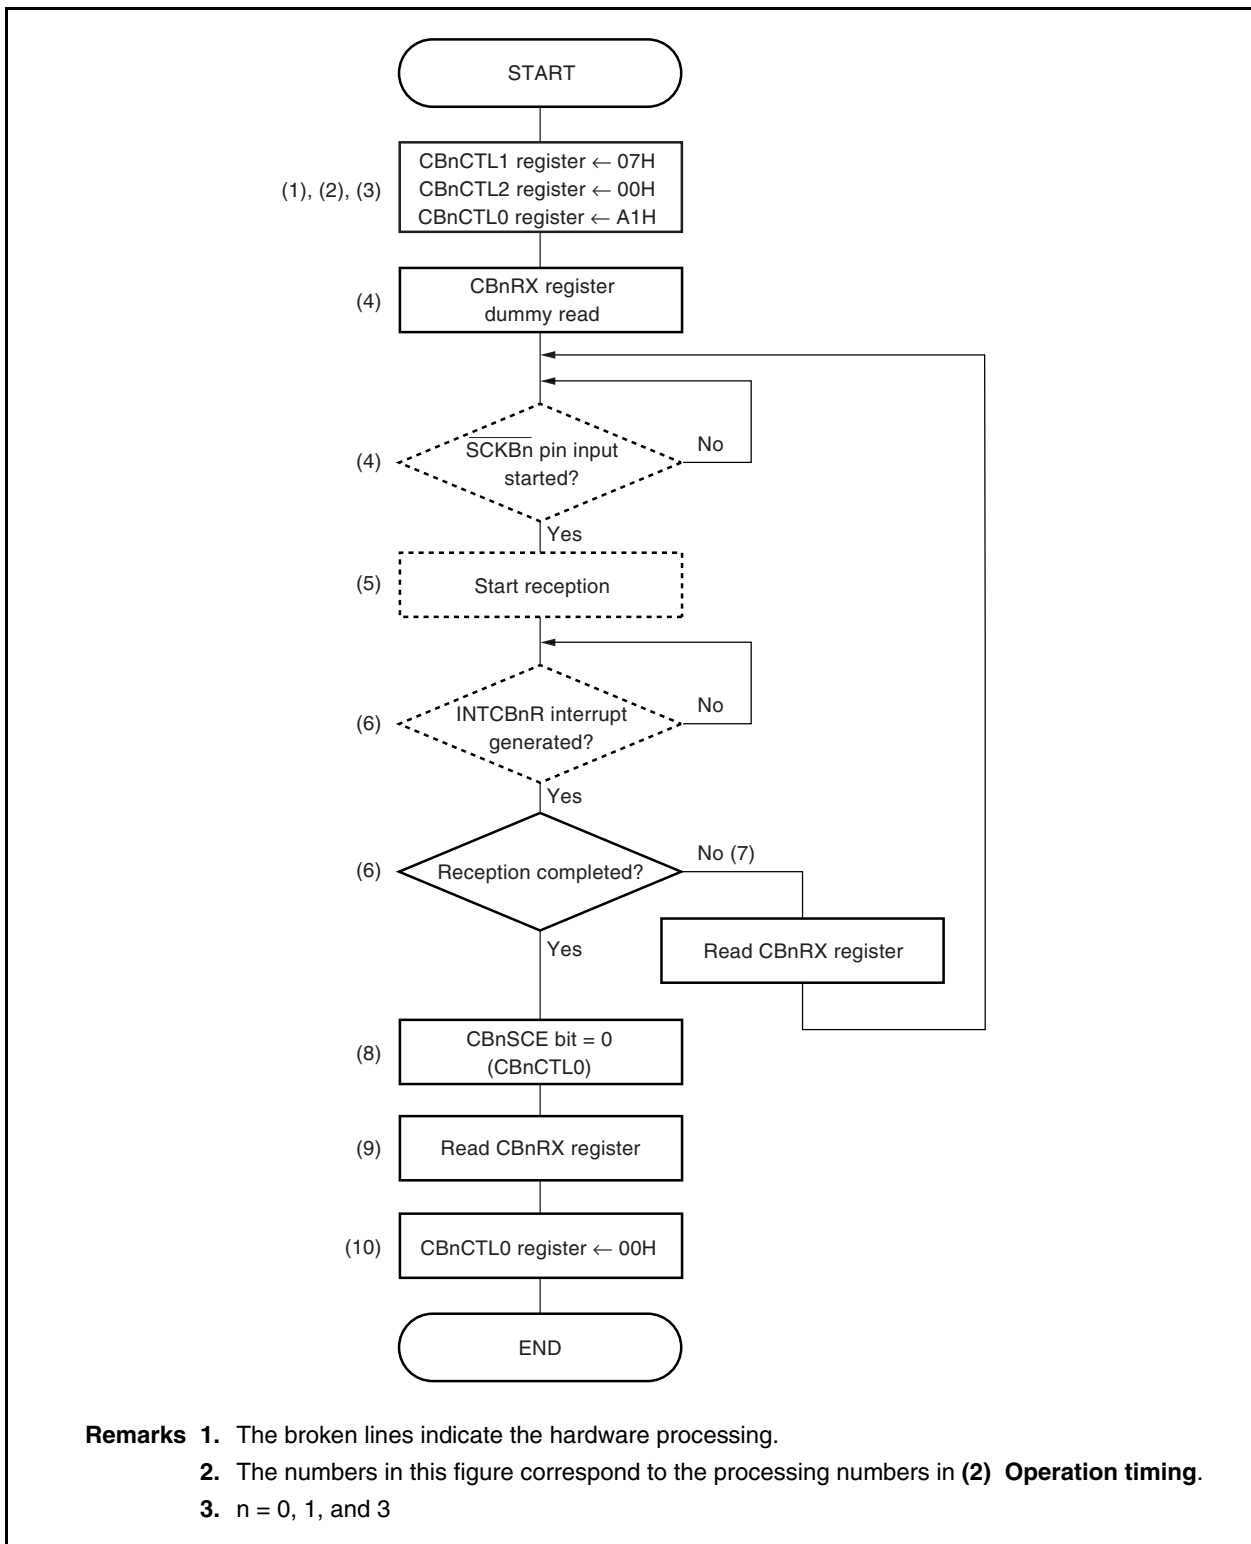 START
(1), (2), (3)
CBnCTL1 register ← 07H
CBnCTL2 register ← 00H
CBnCTL0 register ← A1H
(4)
CBnRX register
dummy read
(4)
SCKBn pin input
started?
No
Yes
(5)
Start reception
(6)
INTCBnR interrupt
generated?
No
Yes
(6)
Reception completed?
No (7)
Read CBnRX register
Yes
(8)
CBnSCE bit = 0
(CBnCTL0)
(9)
Read CBnRX register
(10)
CBnCTL0 register ← 00H
END
Remarks 1. The broken lines indicate the hardware processing.
2. The numbers in this figure correspond to the processing numbers in (2) Operation timing.
3. n = 0, 1, and 3